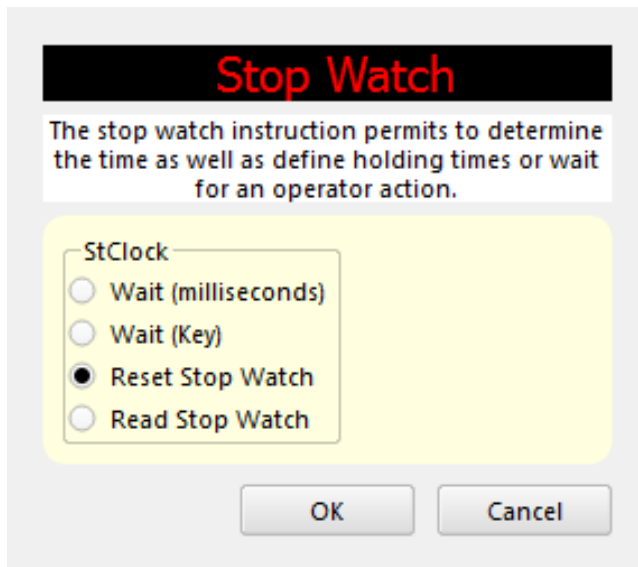 Stop Watch
The stop watch instruction permits to determine
the time as well as define holding times or wait
for an operator action.
StClock
Wait (milliseconds)
Wait (Key)
Reset Stop Watch
Read Stop Watch
OK
Cancel